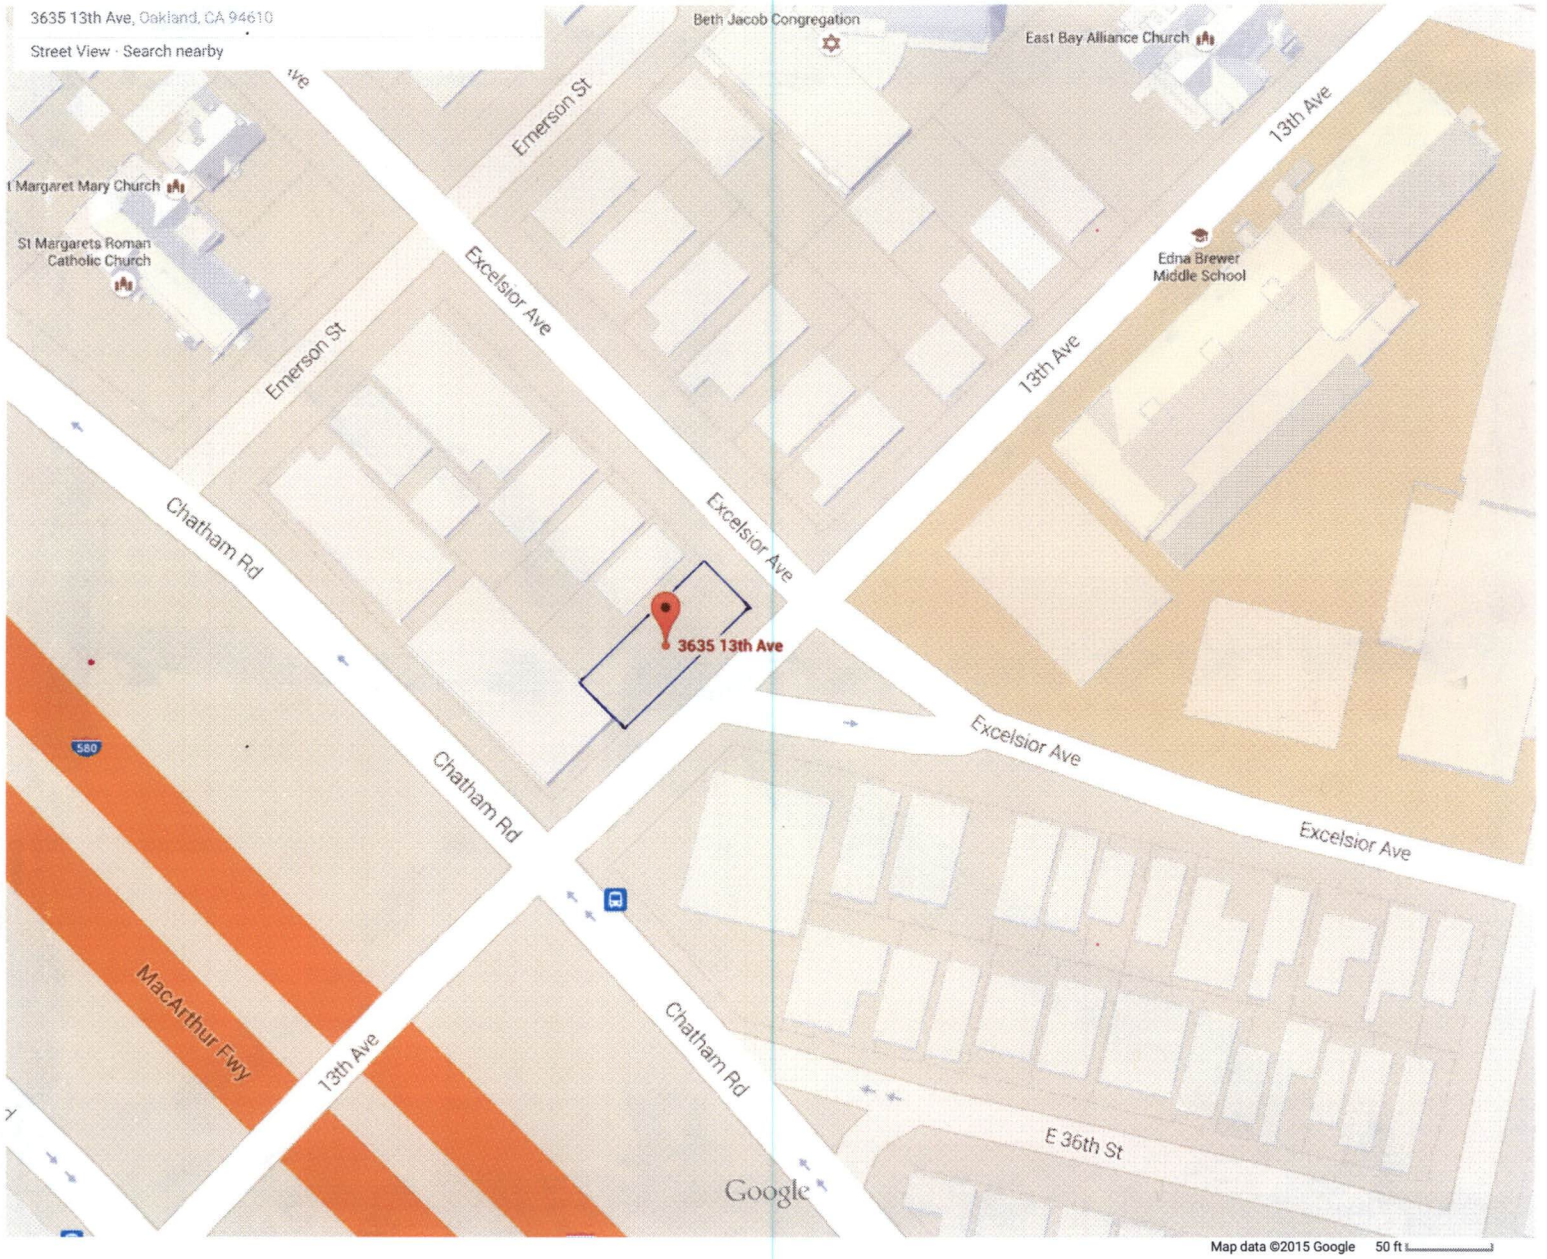 3635 13th Ave, Oakland, CA 94610
Street View · Search nearby
Beth Jacob Congregation
East Bay Alliance Church
13th Ave
Emerson St
t Margaret Mary Church
St Margarets Roman
Catholic Church
Edna Brewer
Middle School
Excelsior Ave
Emerson St
13th Ave
Chatham Rd
Excelsior Ave
3635 13th Ave
580
Excelsior Ave
Chatham Rd
Excelsior Ave
MacArthur Fwy
13th Ave
Chatham Rd
E 36th St
Google
Map data ©2015 Google 50 ft